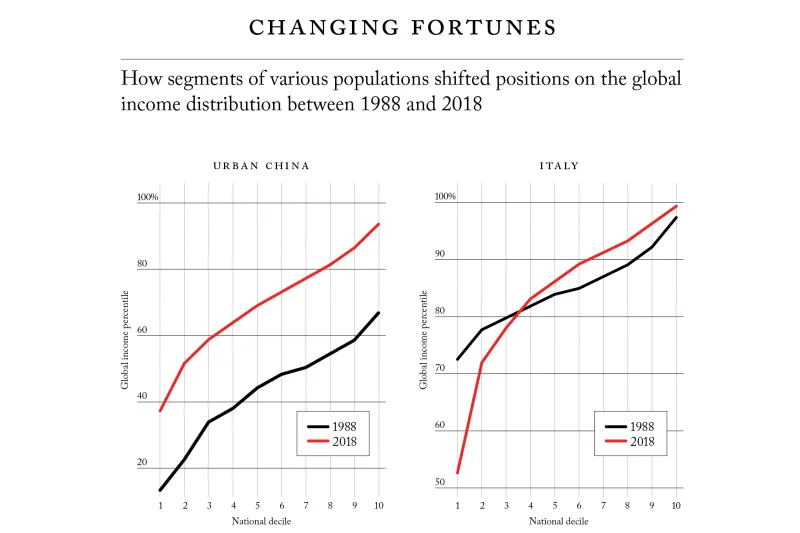 CHANGING FORTUNES
How segments of various populations shifted positions on the global
income distribution between 1988 and 2018
URBAN CHINA
100%
80
60
40
20
Global income percentile
1988
2018
1 2 3 4 5 6 7 8 9 10
National decile
ITALY
100%
90
80
70
60
50
Global income percentile
1988
2018
1 2 3 4 5 6 7 8 9 10
National decile